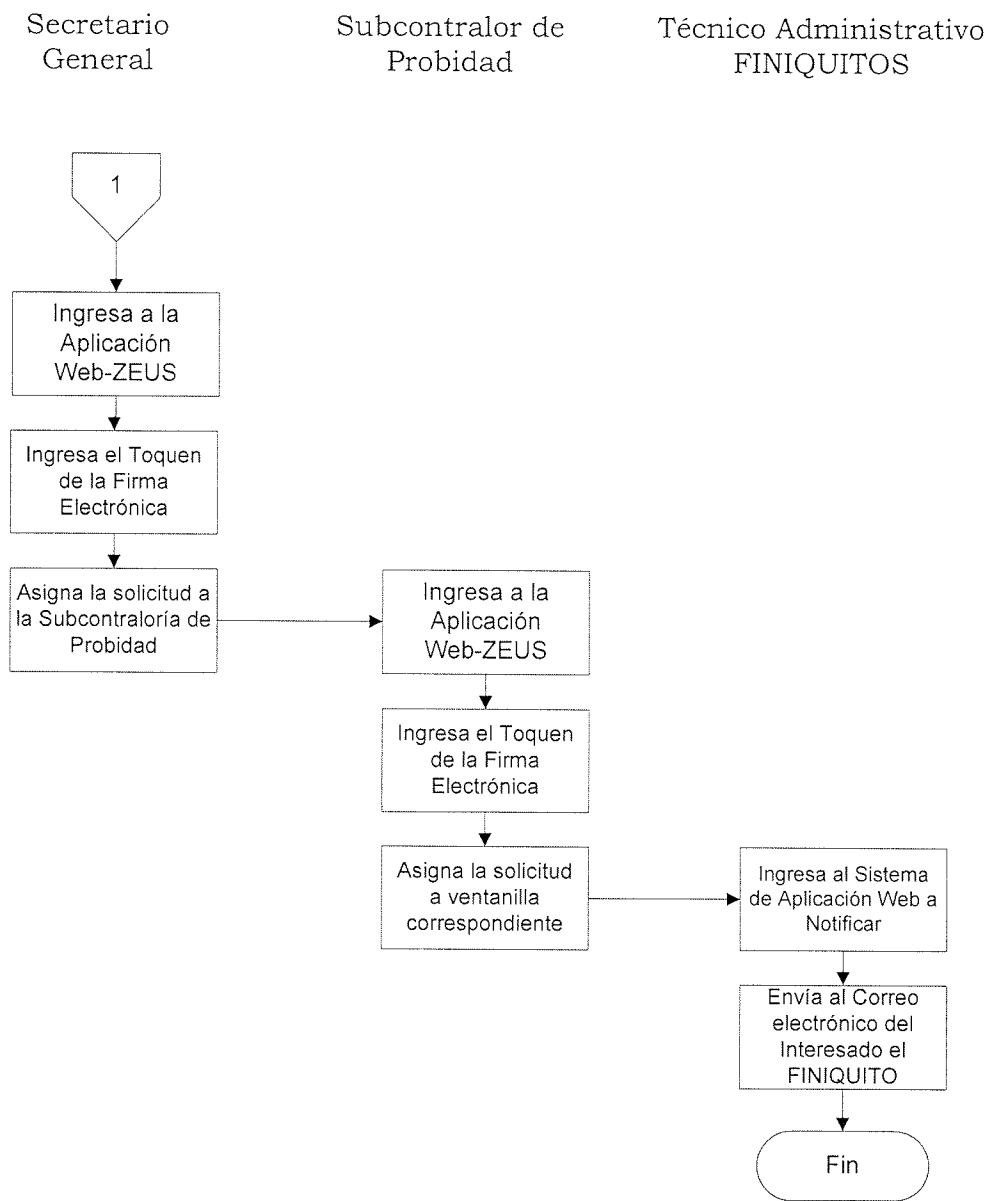 Secretario
General
Subcontralor de
Probidad
Técnico Administrativo
FINIQUITOS
1
Ingresa a la
Aplicación
Web-ZEUS
Ingresa el Toquen
de la Firma
Electrónica
Asigna la solicitud a
la Subcontraloría de
Probidad
Ingresa a la
Aplicación
Web-ZEUS
Ingresa el Toquen
de la Firma
Electrónica
Asigna la solicitud
a ventanilla
correspondiente
Ingresa al Sistema
de Aplicación Web a
Notificar
Envía al Correo
electrónico del
Interesado el
FINIQUITO
Fin